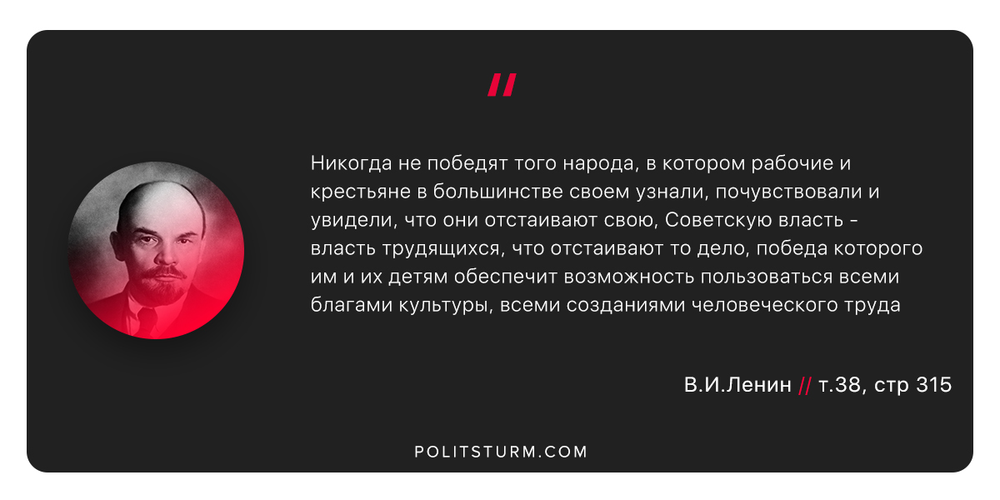 Никогда не победят того народа, в котором рабочие и
крестьяне в большинстве своем узнали, почувствовали и
увидели, что они отстаивают свою, Советскую власть -
власть трудящихся, что отстаивают то дело, победа которого
им и их детям обеспечит возможность пользоваться всеми
благами культуры, всеми созданиями человеческого труда
В.И.Ленин // т.38, стр 315
POLITSTURM.COM